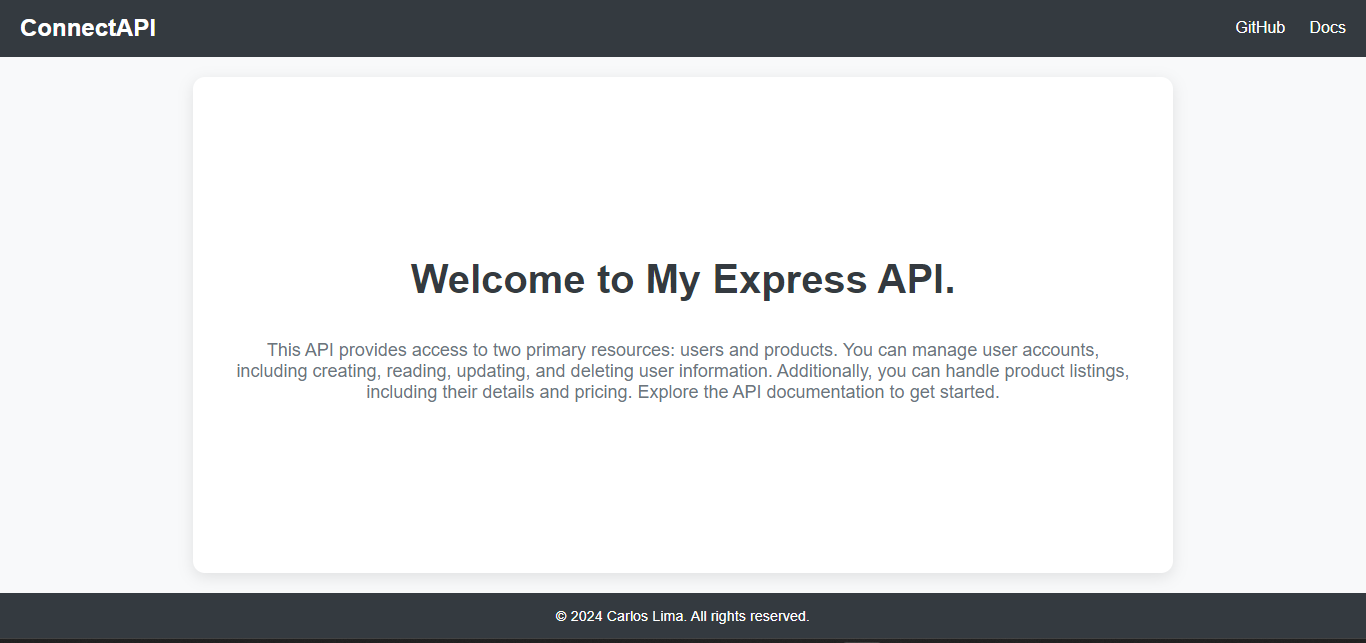 ConnectAPI
GitHub Docs
Welcome to My Express API.
This API provides access to two primary resources: users and products. You can manage user accounts,
including creating, reading, updating, and deleting user information. Additionally, you can handle product listings,
including their details and pricing. Explore the API documentation to get started.
© 2024 Carlos Lima. All rights reserved.